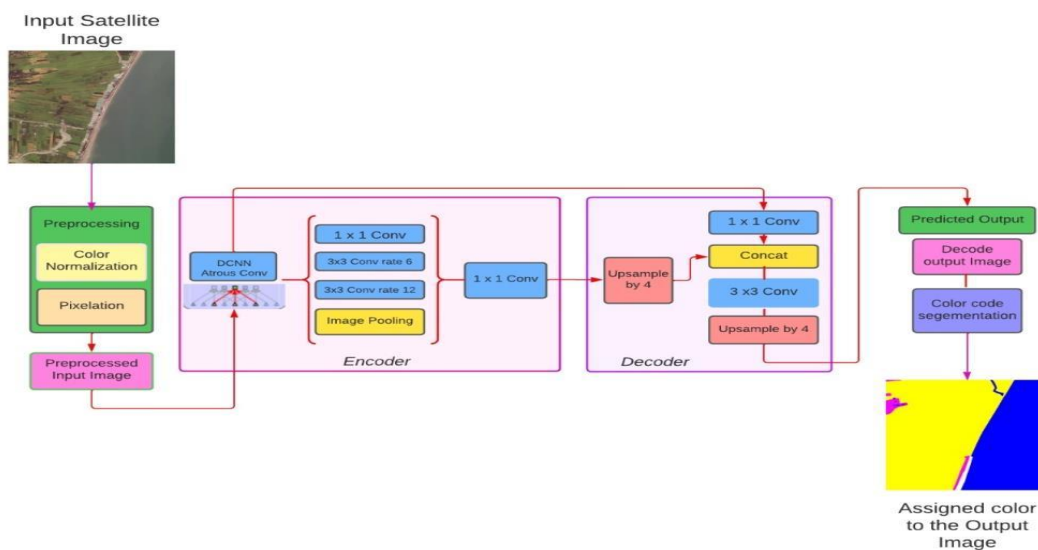 Input Satellite
Image
Preprocessing
Color
Normalization
Pixelation
Preprocessed
Input Image
DCNN
Atrous Conv
1 x 1 Conv
3x3 Conv rate 6
3x3 Conv rate 12
Image Pooling
1 x 1 Conv
Encoder
Upsample
by 4
1 x 1 Conv
Concat
3 x3 Conv
Upsample by 4
Decoder
Predicted Output
Decode
output Image
Color code
segementation
Assigned color
to the Output
Image